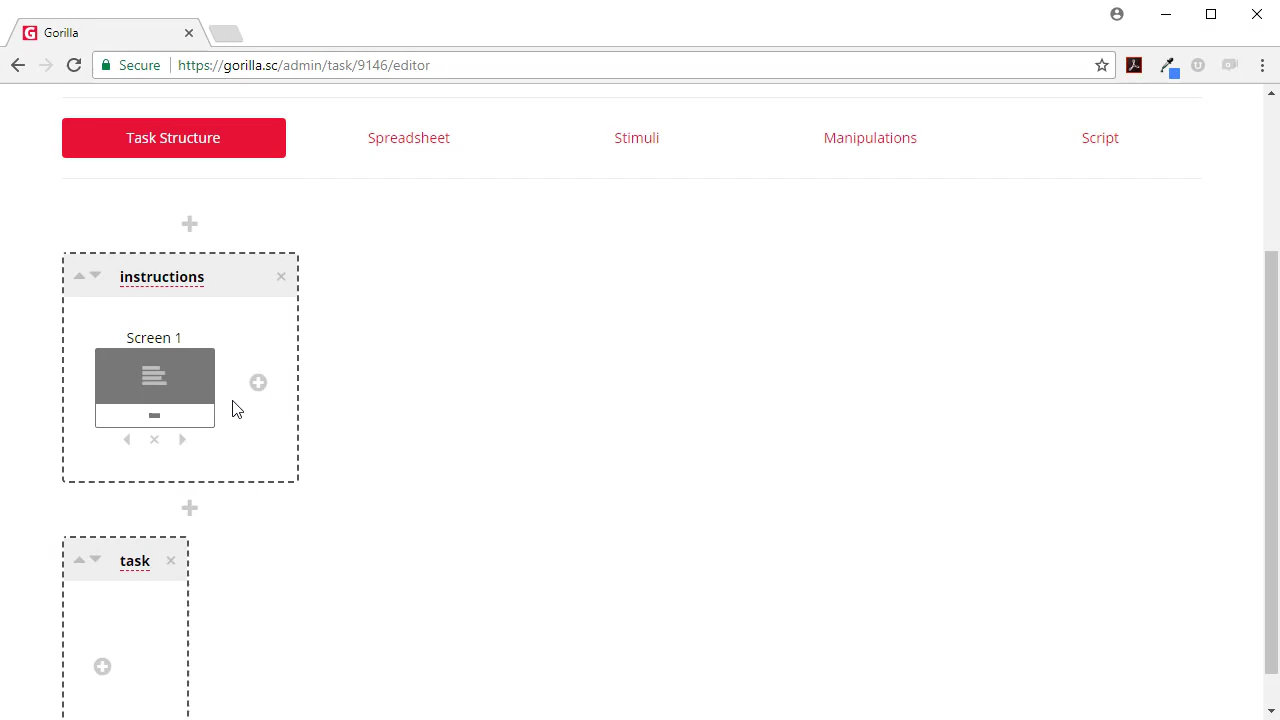 Gorilla
Secure https://gorilla.sc/admin/task/9146/editor
Task Structure Spreadsheet Stimuli Manipulations Script
instructions
Screen 1
task